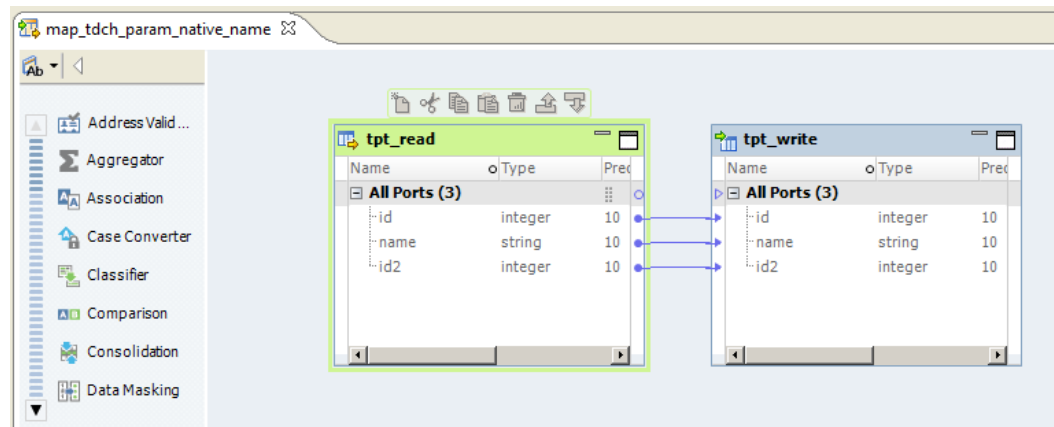 map_tdch_param_native_name
Ab
Address Valid...
Aggregator
Association
Case Converter
Classifier
Comparison
Consolidation
Data Masking
tpt_read
Name Type Prec
All Ports (3)
id integer 10
name string 10
id2 integer 10
tpt_write
Name Type Prec
All Ports (3)
id integer 10
name string 10
id2 integer 10